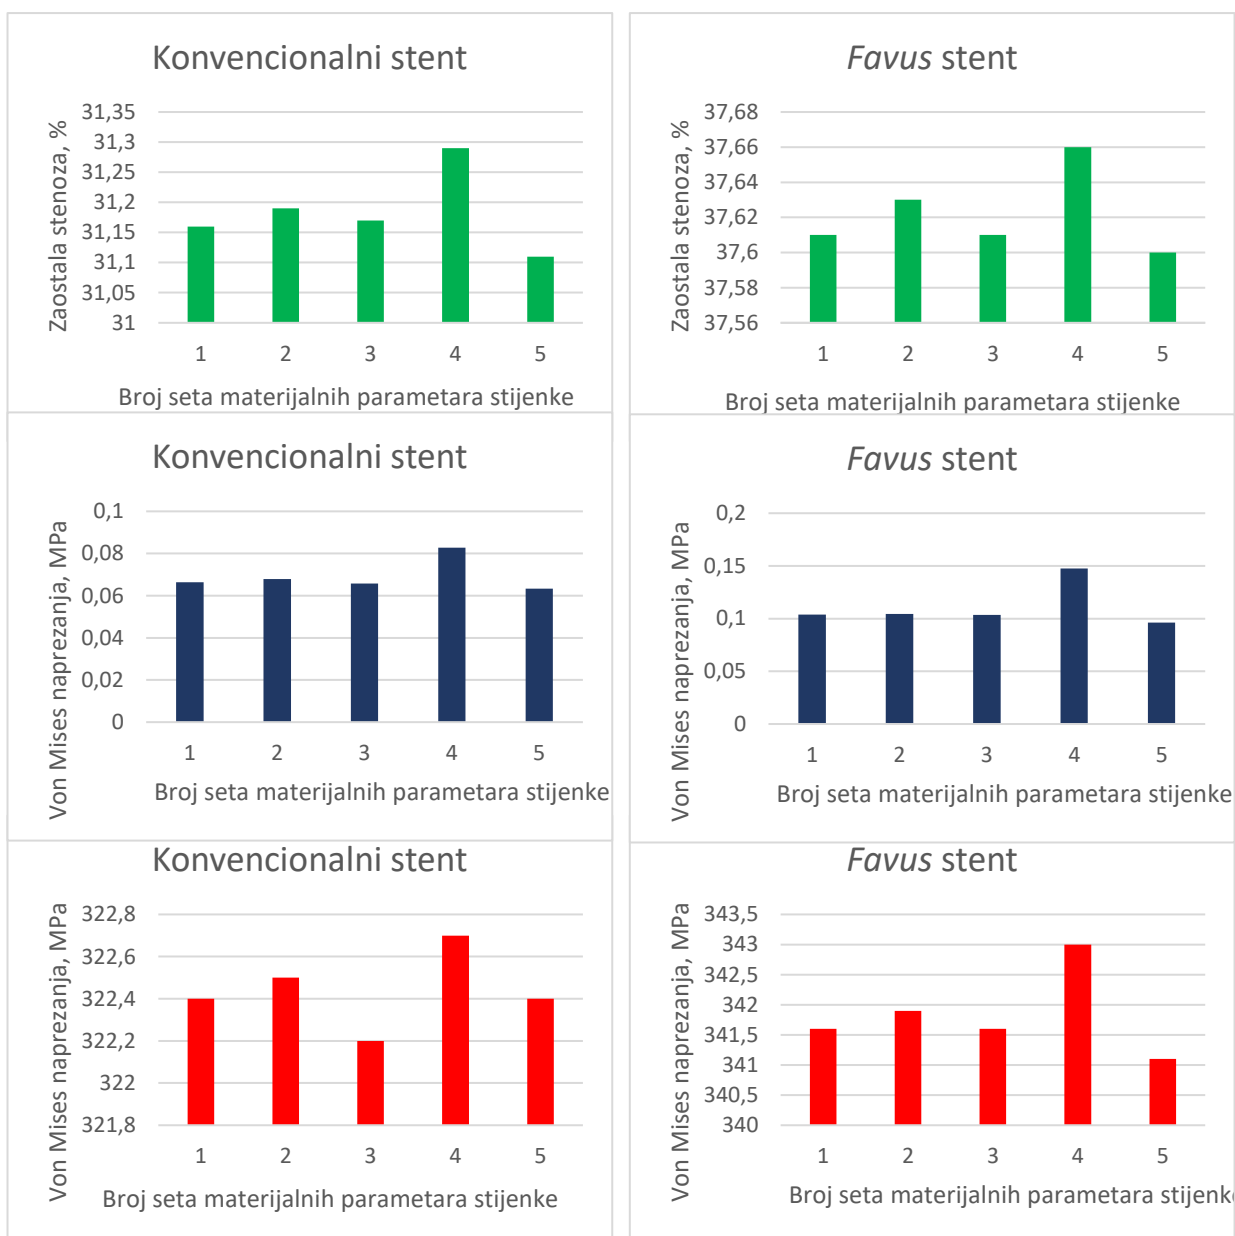 Konvencionalni stent
Zaostala stenoza, %
31,35
31,3
31,25
31,2
31,15
31,1
31,05
31
1 2 3 4 5
Broj seta materijalnih parametara stijenke
Favus stent
Zaostala stenoza, %
37,68
37,66
37,64
37,62
37,6
37,58
37,56
1 2 3 4 5
Broj seta materijalnih parametara stijenke
Konvencionalni stent
Von Mises naprezanja, MPa
0,1
0,08
0,06
0,04
0,02
0
1 2 3 4 5
Broj seta materijalnih parametara stijenke
Favus stent
Von Mises naprezanja, MPa
0,2
0,15
0,1
0,05
0
1 2 3 4 5
Broj seta materijalnih parametara stijenke
Konvencionalni stent
Von Mises naprezanja, MPa
322,8
322,6
322,4
322,2
322
321,8
1 2 3 4 5
Broj seta materijalnih parametara stijenke
Favus stent
Von Mises naprezanja, MPa
343,5
343
342,5
342
341,5
341
340,5
340
1 2 3 4 5
Broj seta materijalnih parametara stijenke